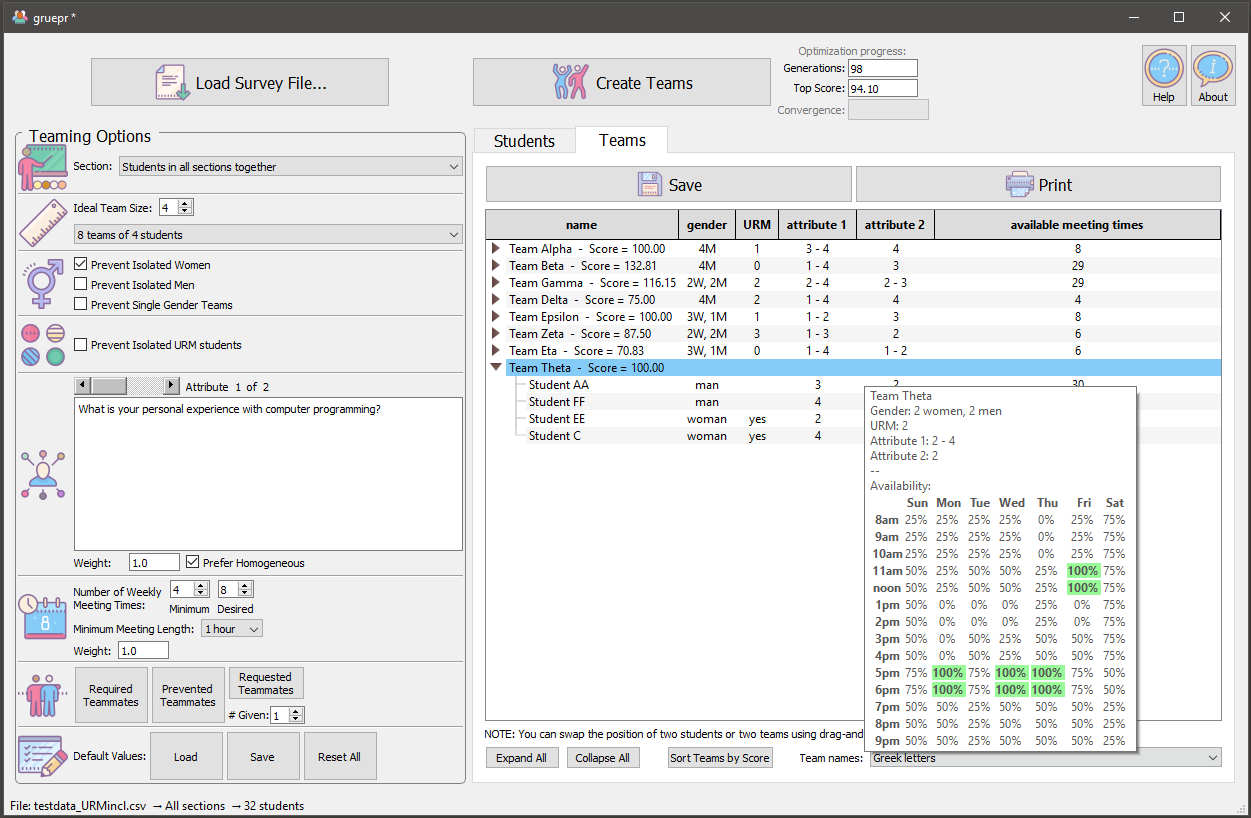 gruepr *
Load Survey File...
Create Teams
Optimization progress:
Generations: 98
Top Score: 94.10
Convergence:
Help
About
Teaming Options
Section: Students in all sections together
Ideal Team Size: 4
8 teams of 4 students
Prevent Isolated Women
Prevent Isolated Men
Prevent Single Gender Teams
Prevent Isolated URM students
Attribute 1 of 2
What is your personal experience with computer programming?
Weight: 1.0 Prefer Homogeneous
Number of Weekly
Meeting Times: 4 8
Minimum Desired
Minimum Meeting Length: 1 hour
Weight: 1.0
Required
Teammates
Prevented
Teammates
Requested
Teammates
# Given: 1
Default Values: Load Save Reset All
Students Teams
Save Print
name gender URM attribute 1 attribute 2 available meeting times
Team Alpha - Score = 100.00 4M 1 3 - 4 4 8
Team Beta - Score = 132.81 4M 0 1 - 4 3 29
Team Gamma - Score = 116.15 2W, 2M 2 2 - 4 2 - 3 29
Team Delta - Score = 75.00 4M 2 1 - 4 4 4
Team Epsilon - Score = 100.00 3W, 1M 1 1 - 2 3 8
Team Zeta - Score = 87.50 2W, 2M 3 1 - 3 2 6
Team Eta - Score = 70.83 3W, 1M 0 1 - 4 1 - 2 6
Team Theta - Score = 100.00
Student AA man 3 2 30
Student FF man 4
Student EE woman yes 2
Student C woman yes 4
Team Theta
Gender: 2 women, 2 men
URM: 2
Attribute 1: 2 - 4
Attribute 2: 2
--
Availability:
Sun Mon Tue Wed Thu Fri Sat
8am 25% 25% 25% 25% 0% 25% 75%
9am 25% 25% 25% 25% 0% 25% 75%
10am 25% 25% 25% 25% 0% 25% 75%
11am 50% 25% 50% 50% 25% 100% 75%
noon 50% 25% 50% 50% 25% 100% 75%
1pm 50% 0% 0% 0% 25% 0% 75%
2pm 50% 0% 0% 0% 25% 0% 75%
3pm 50% 0% 50% 25% 50% 50% 75%
4pm 50% 0% 50% 25% 50% 50% 75%
5pm 75% 100% 75% 100% 100% 75% 50%
6pm 75% 100% 75% 100% 100% 75% 50%
7pm 50% 50% 25% 50% 50% 50% 25%
8pm 50% 50% 25% 50% 50% 50% 25%
9pm 50% 50% 25% 50% 50% 50% 25%
NOTE: You can swap the position of two students or two teams using drag-and
Expand All Collapse All Sort Teams by Score Team names: Greek letters
File: testdata_URMincl.csv → All sections → 32 students